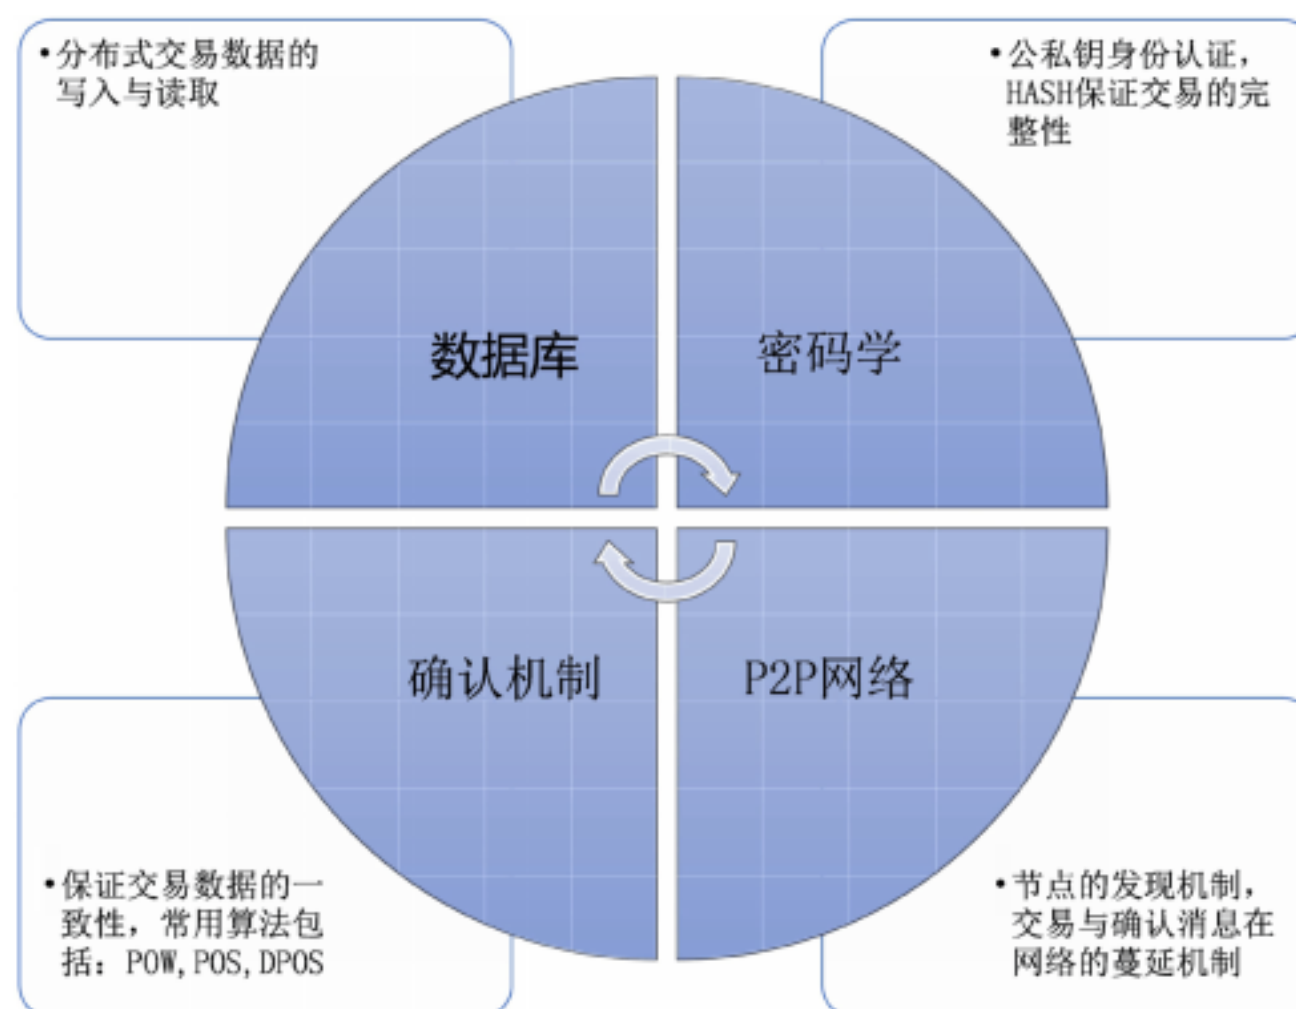 •分布式交易数据的
写入与读取
•公私钥身份认证，
HASH保证交易的完
整性
数据库
密码学
确认机制
P2P网络
•保证交易数据的一
致性，常用算法包
括：POW,POS,DPOS
•节点的发现机制，
交易与确认消息在
网络的蔓延机制